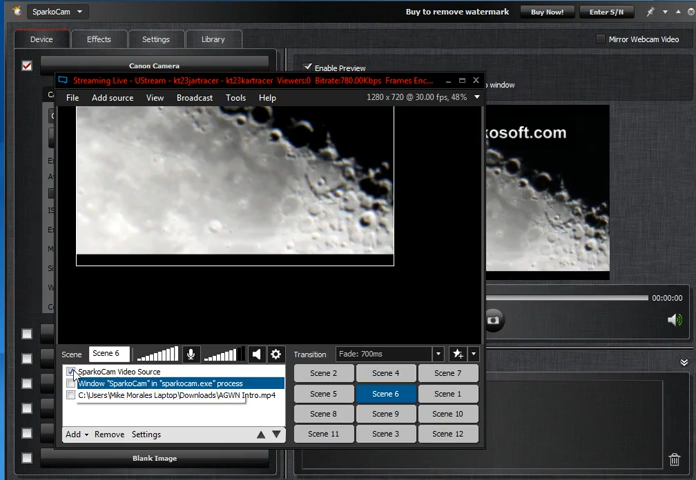 SparkoCam
Buy to remove watermark
Buy Now!
Enter S/N
Device
Effects
Settings
Library
Mirror Webcam Video
Canon Camera
Enable Preview
Streaming Live - UStream - kt23jartracer - kt23kartracer Viewers:0 Bitrate:780.00Kbps Frames Enc...
File
Add source
View
Broadcast
Tools
Help
1280 x 720 @ 30.00 fps, 48%
o window
kosoft.com
00:00:00
Scene
Scene 6
Transition
Fade: 700ms
SparkoCam Video Source
Window "SparkoCam" in "sparkocam.exe" process
C:\Users\Mike Morales Laptop\Downloads\AGWN Intro.mp4
Scene 2
Scene 4
Scene 7
Scene 5
Scene 6
Scene 1
Scene 8
Scene 9
Scene 10
Scene 11
Scene 3
Scene 12
Add
Remove
Settings
Blank Image